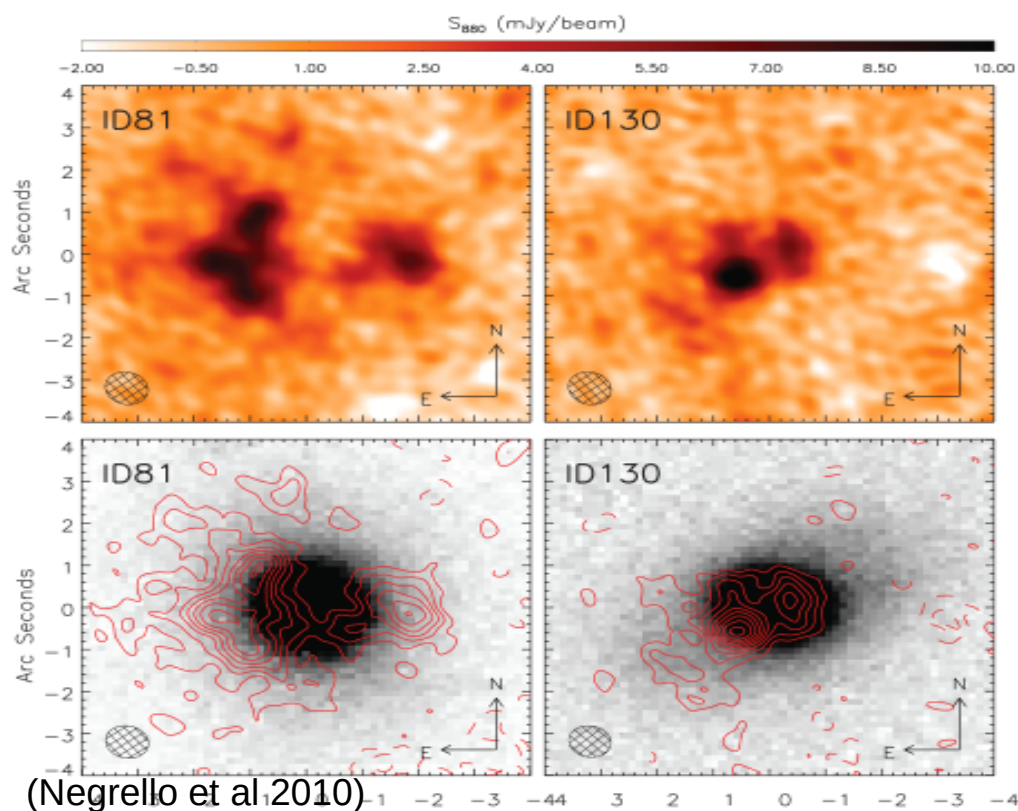 S₈₈₀ (mJy/beam)
−2.00 −0.50 1.00 2.50 4.00 5.50 7.00 8.50 10.00
4 ID81 ID130
3
2
1
Arc Seconds
0
−1
−2
N N
−3
E E
−4
4 ID81 ID130
3
2
1
Arc Seconds
0
−1
−2
N N
−3
E E
−4
(Negrello et al 2010) −1 −2 −3 −44 3 2 1 0 −1 −2 −3 −4